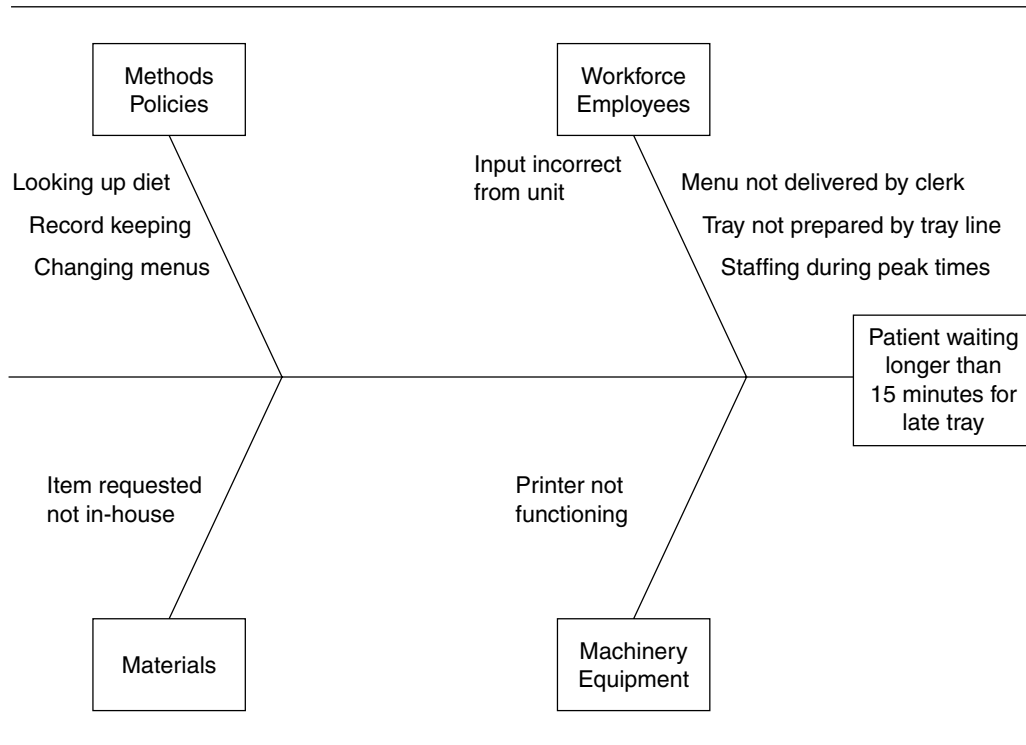 Methods
Policies
Workforce
Employees
Looking up diet
Record keeping
Changing menus
Input incorrect
from unit
Menu not delivered by clerk
Tray not prepared by tray line
Staffing during peak times
Patient waiting
longer than
15 minutes for
late tray
Item requested
not in-house
Printer not
functioning
Materials
Machinery
Equipment